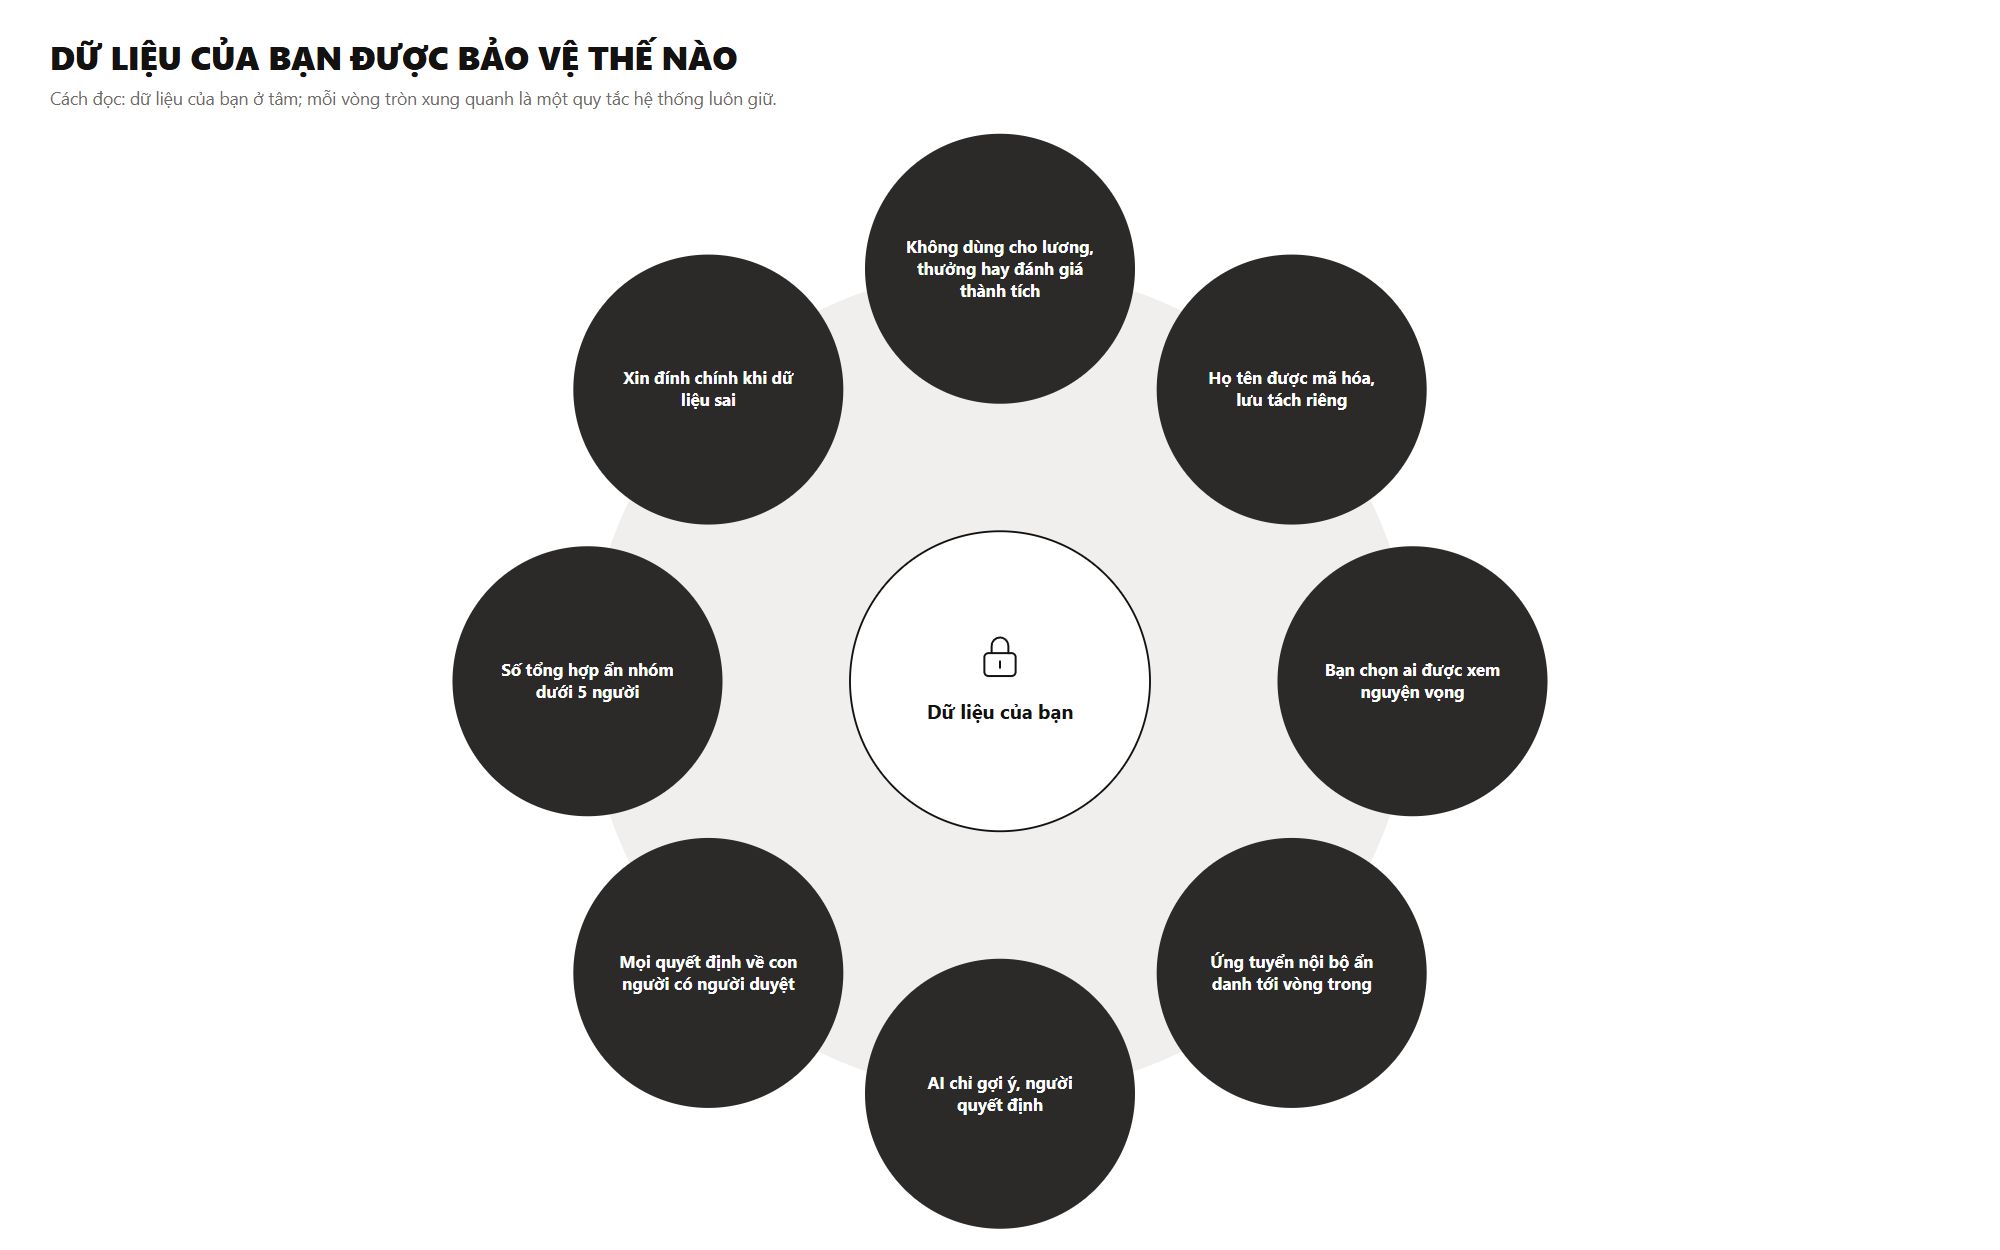 DỮ LIỆU CỦA BẠN ĐƯỢC BẢO VỆ THẾ NÀO
Cách đọc: dữ liệu của bạn ở tâm; mỗi vòng tròn xung quanh là một quy tắc hệ thống luôn giữ.
Không dùng cho lương,
thưởng hay đánh giá
thành tích
Họ tên được mã hóa,
lưu tách riêng
Bạn chọn ai được xem
nguyện vọng
Ứng tuyển nội bộ ẩn
danh tới vòng trong
AI chỉ gợi ý, người
quyết định
Mọi quyết định về con
người có người duyệt
Số tổng hợp ẩn nhóm
dưới 5 người
Xin đính chính khi dữ
liệu sai
Dữ liệu của bạn